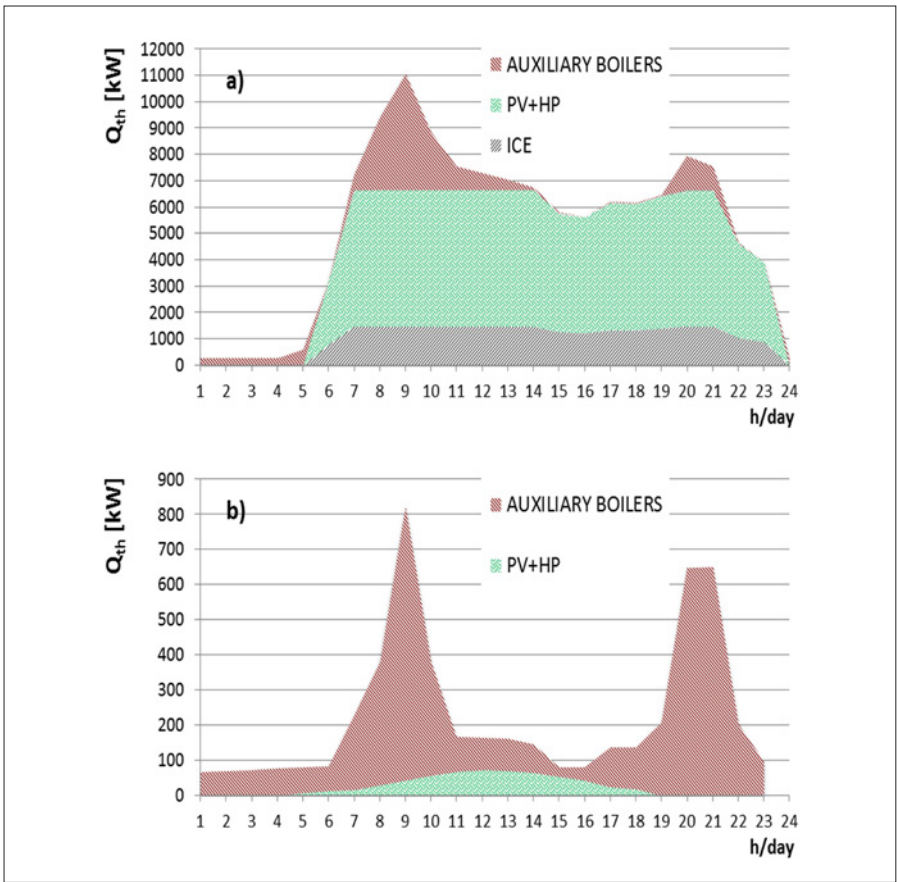 12000
11000
10000
9000
8000
7000
6000
5000
4000
3000
2000
1000
0
Qth [kW]
a)
AUXILIARY BOILERS
PV+HP
ICE
1 2 3 4 5 6 7 8 9 10 11 12 13 14 15 16 17 18 19 20 21 22 23 24
h/day
900
800
700
600
500
400
300
200
100
0
Qth [kW]
b)
AUXILIARY BOILERS
PV+HP
1 2 3 4 5 6 7 8 9 10 11 12 13 14 15 16 17 18 19 20 21 22 23 24
h/day